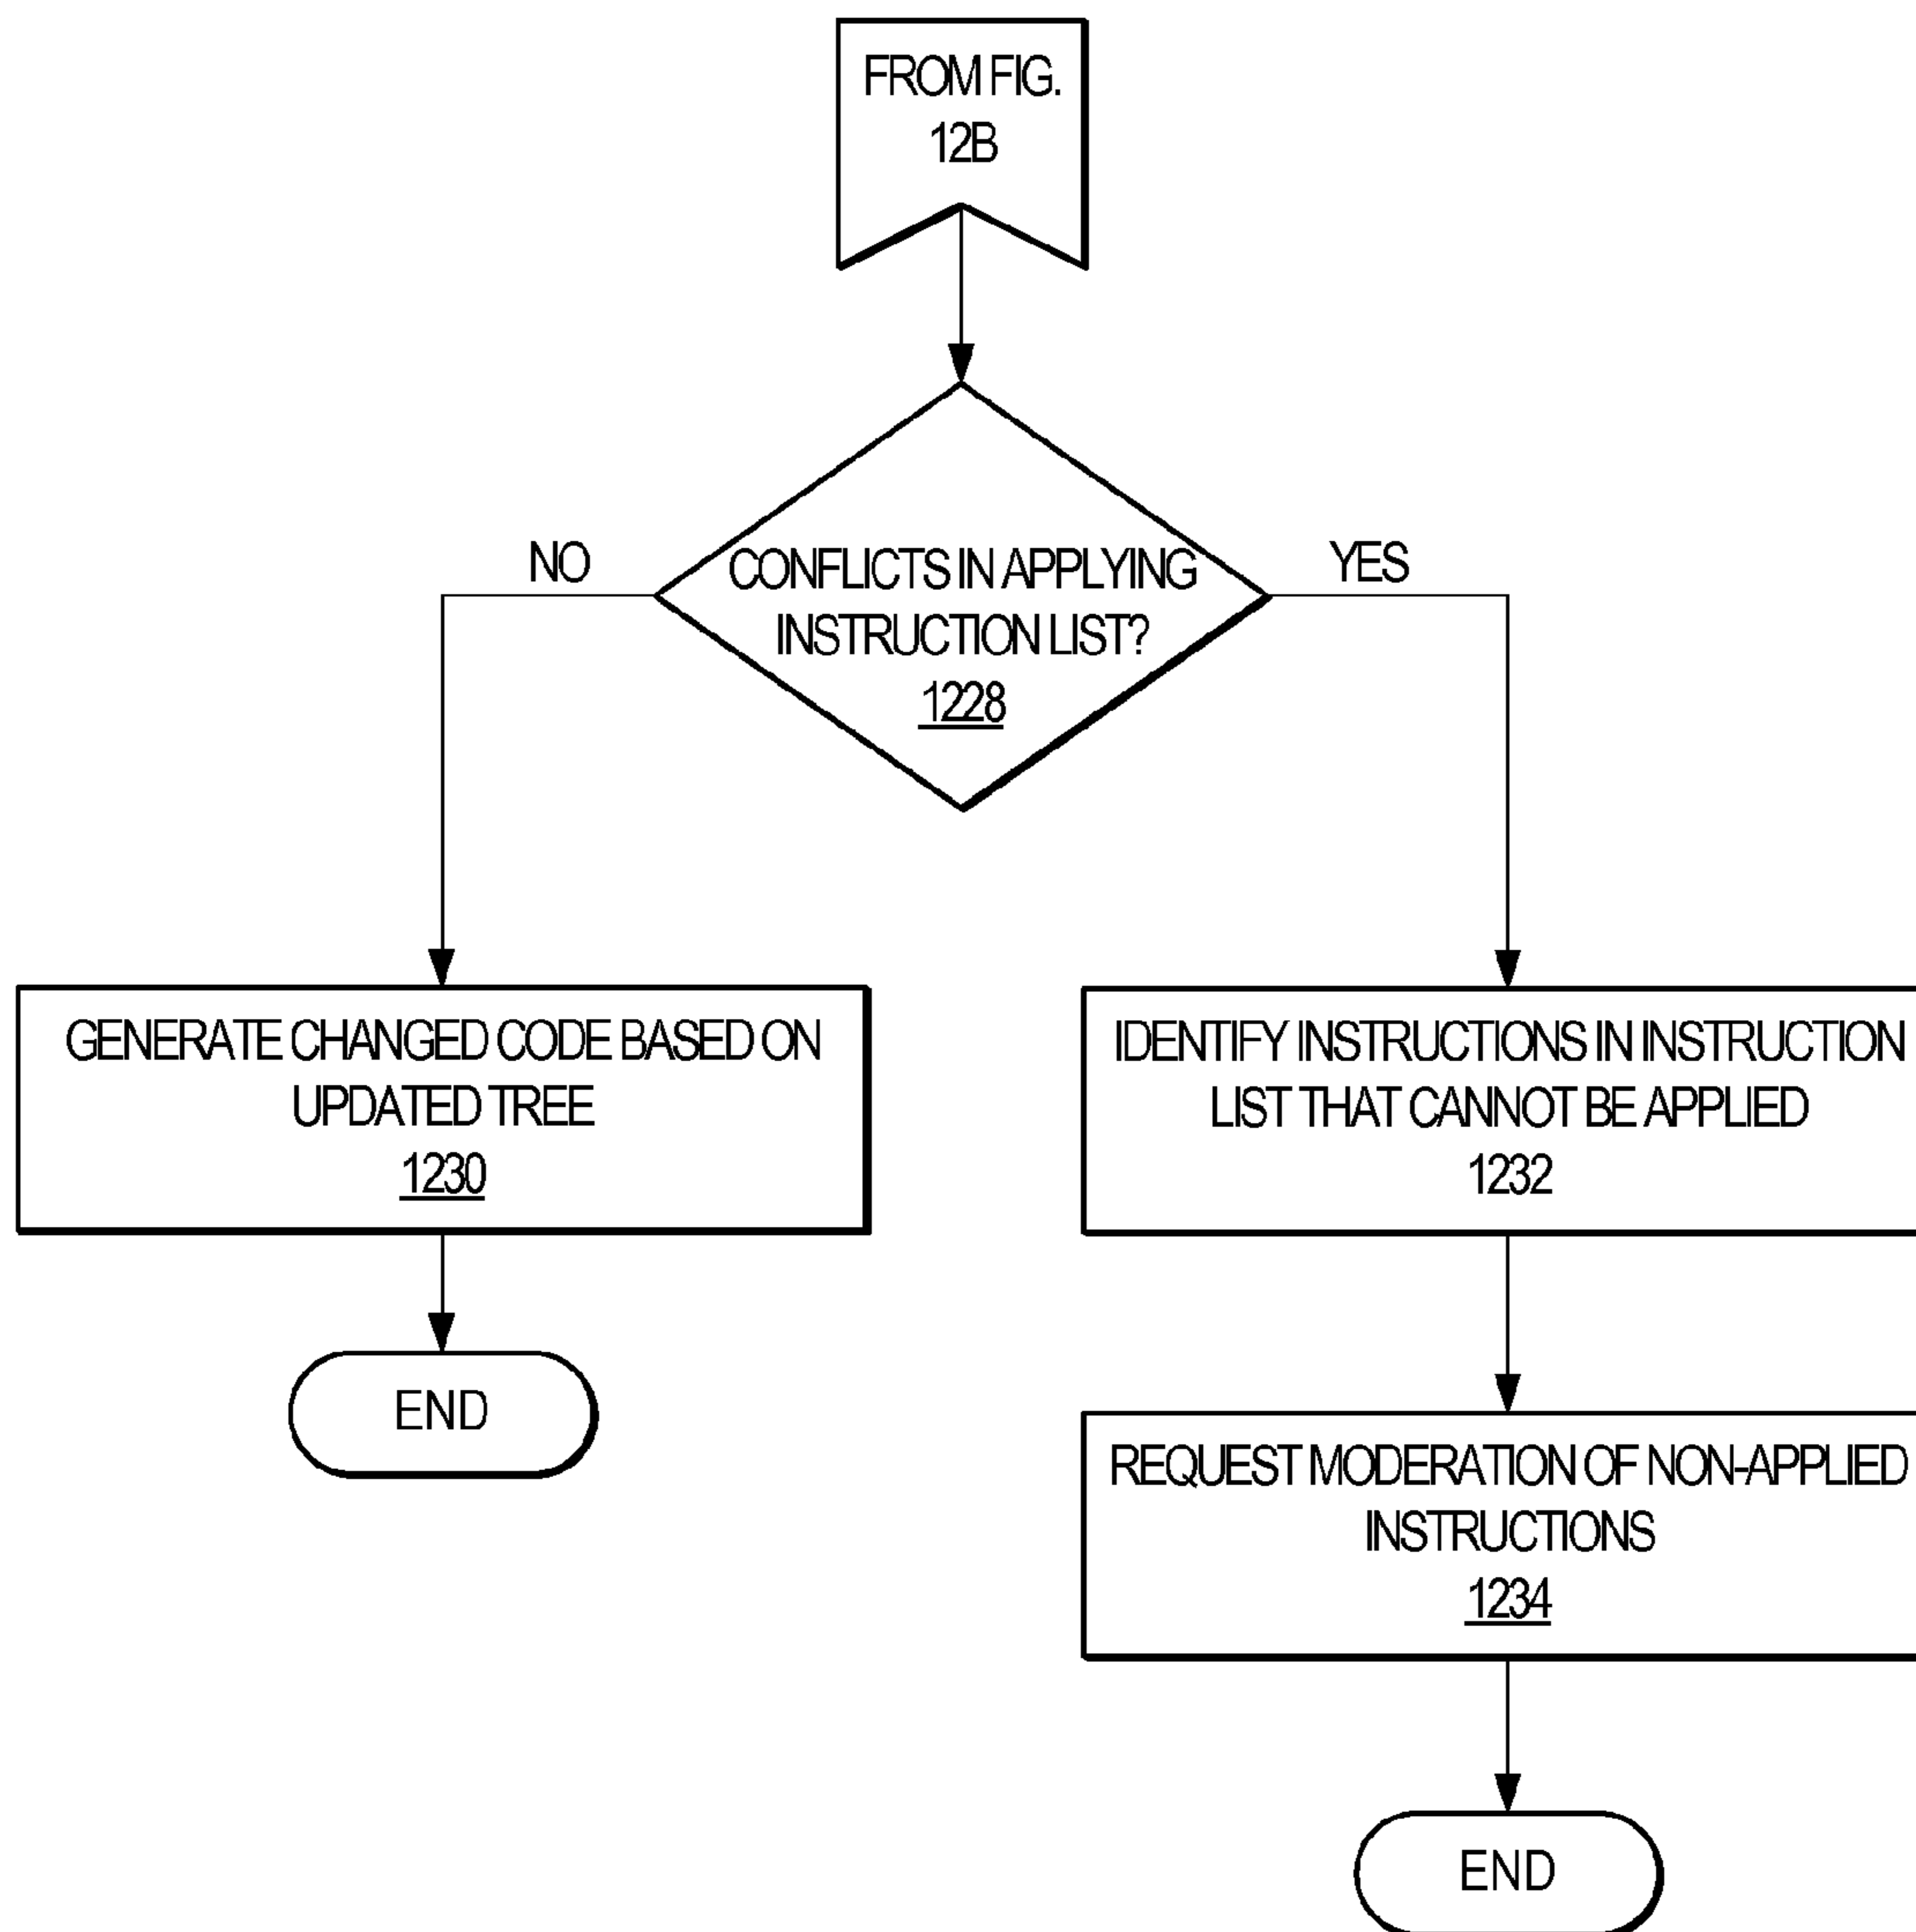 FROM FIG.
12B
CONFLICTS IN APPLYING
INSTRUCTION LIST?
1228
NO
YES
GENERATE CHANGED CODE BASED ON
UPDATED TREE
1230
END
IDENTIFY INSTRUCTIONS IN INSTRUCTION
LIST THAT CANNOT BE APPLIED
1232
REQUEST MODERATION OF NON-APPLIED
INSTRUCTIONS
1234
END